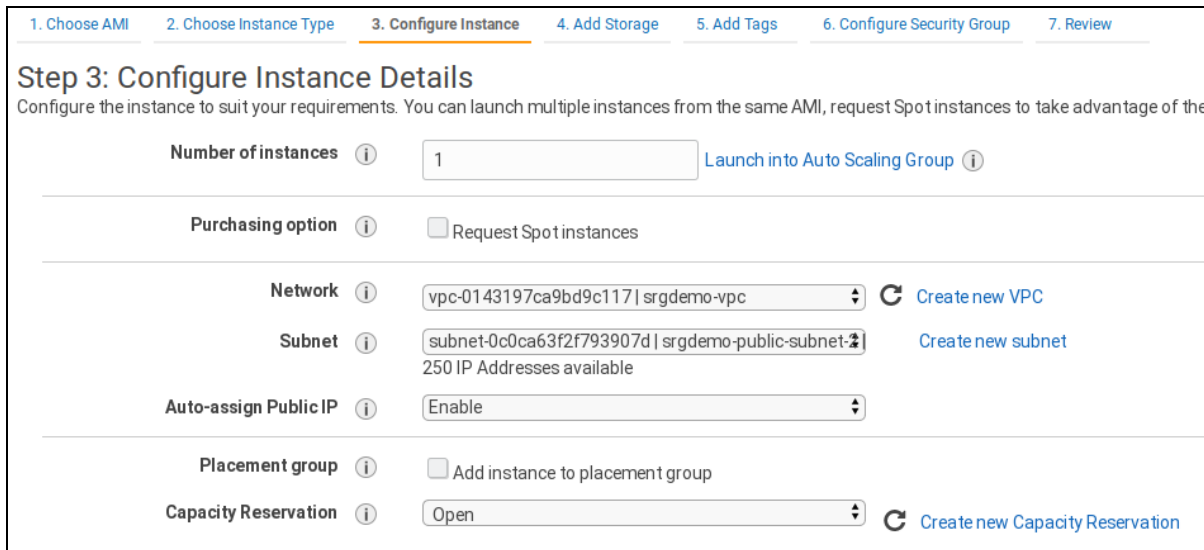 1. Choose AMI 2. Choose Instance Type 3. Configure Instance 4. Add Storage 5. Add Tags 6. Configure Security Group 7. Review
Step 3: Configure Instance Details
Configure the instance to suit your requirements. You can launch multiple instances from the same AMI, request Spot instances to take advantage of the
Number of instances 1 Launch into Auto Scaling Group
Purchasing option Request Spot instances
Network vpc-0143197ca9bd9c117 | srgdemo-vpc Create new VPC
Subnet subnet-0c0ca63f2f793907d | srgdemo-public-subnet-2 | Create new subnet
250 IP Addresses available
Auto-assign Public IP Enable
Placement group Add instance to placement group
Capacity Reservation Open Create new Capacity Reservation